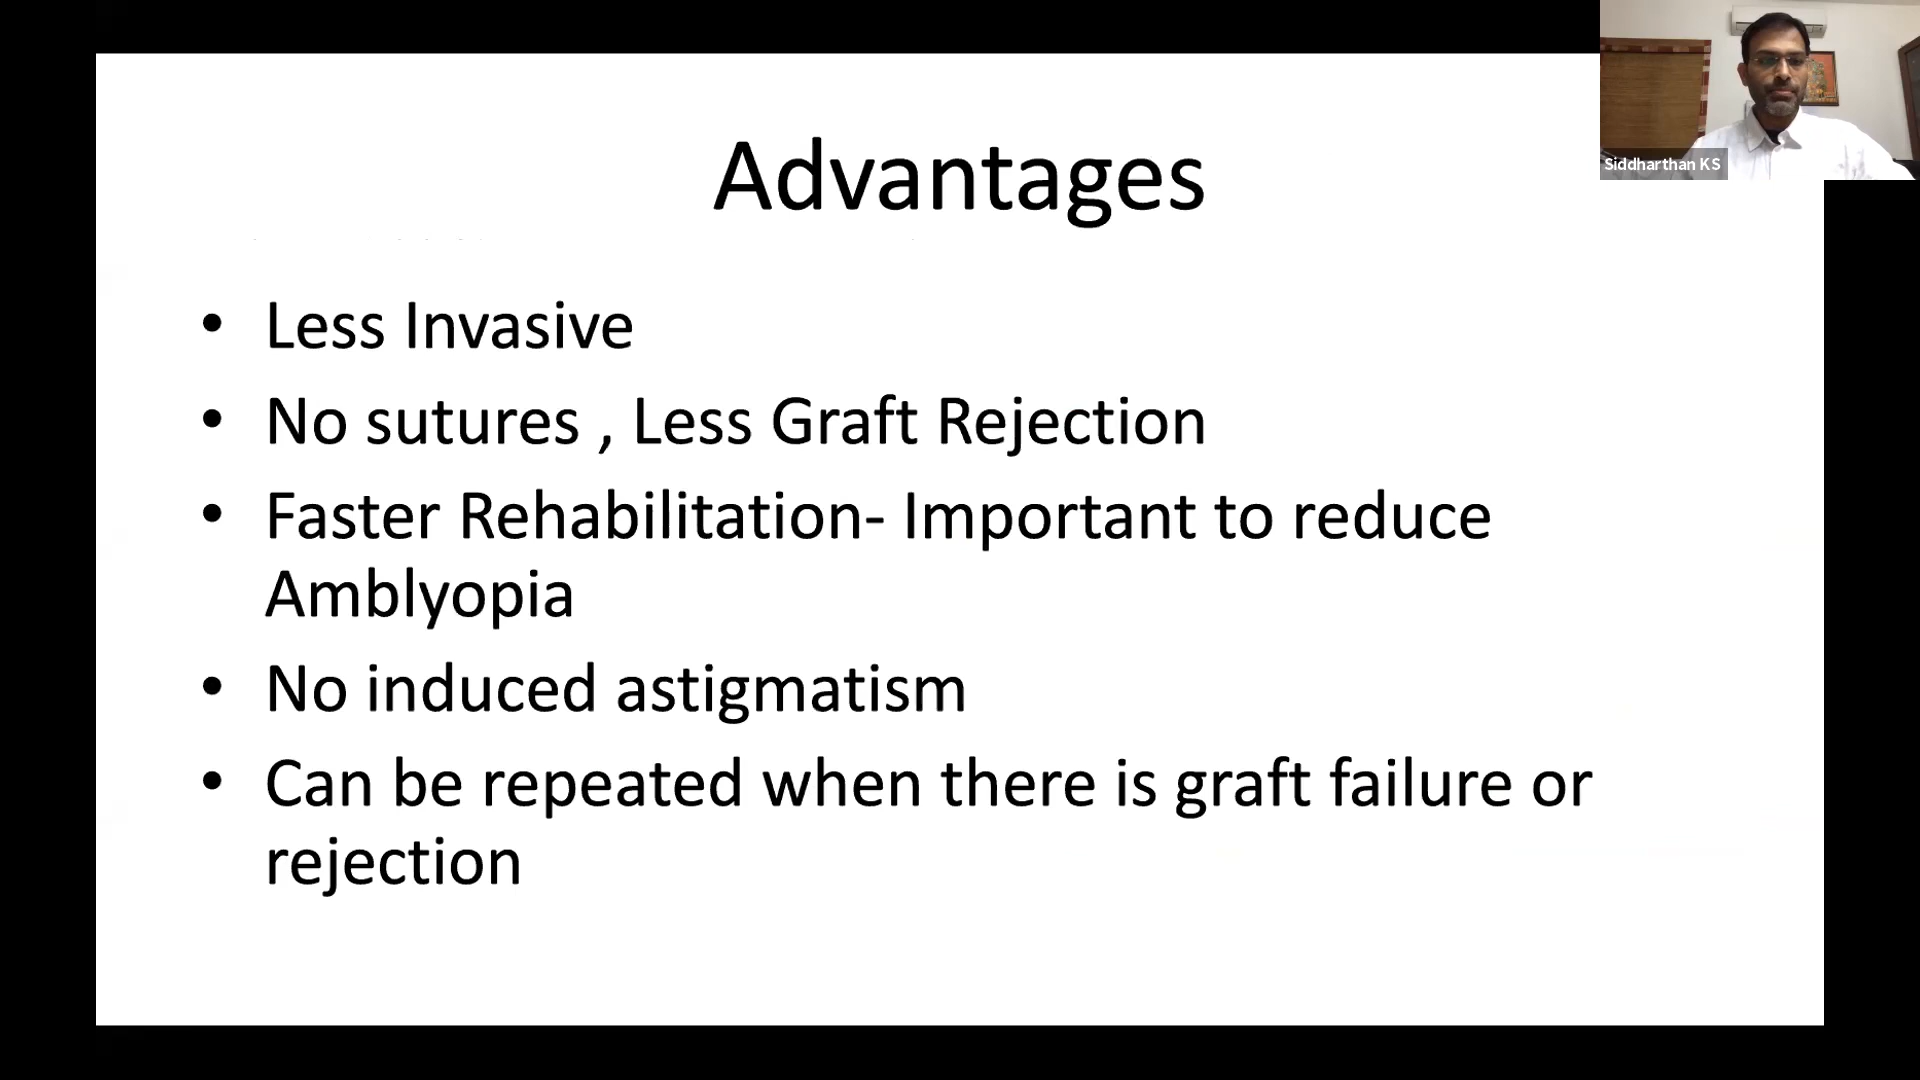 Siddharthan KS
Advantages
• Less Invasive
• No sutures , Less Graft Rejection
• Faster Rehabilitation- Important to reduce
Amblyopia
• No induced astigmatism
• Can be repeated when there is graft failure or
rejection